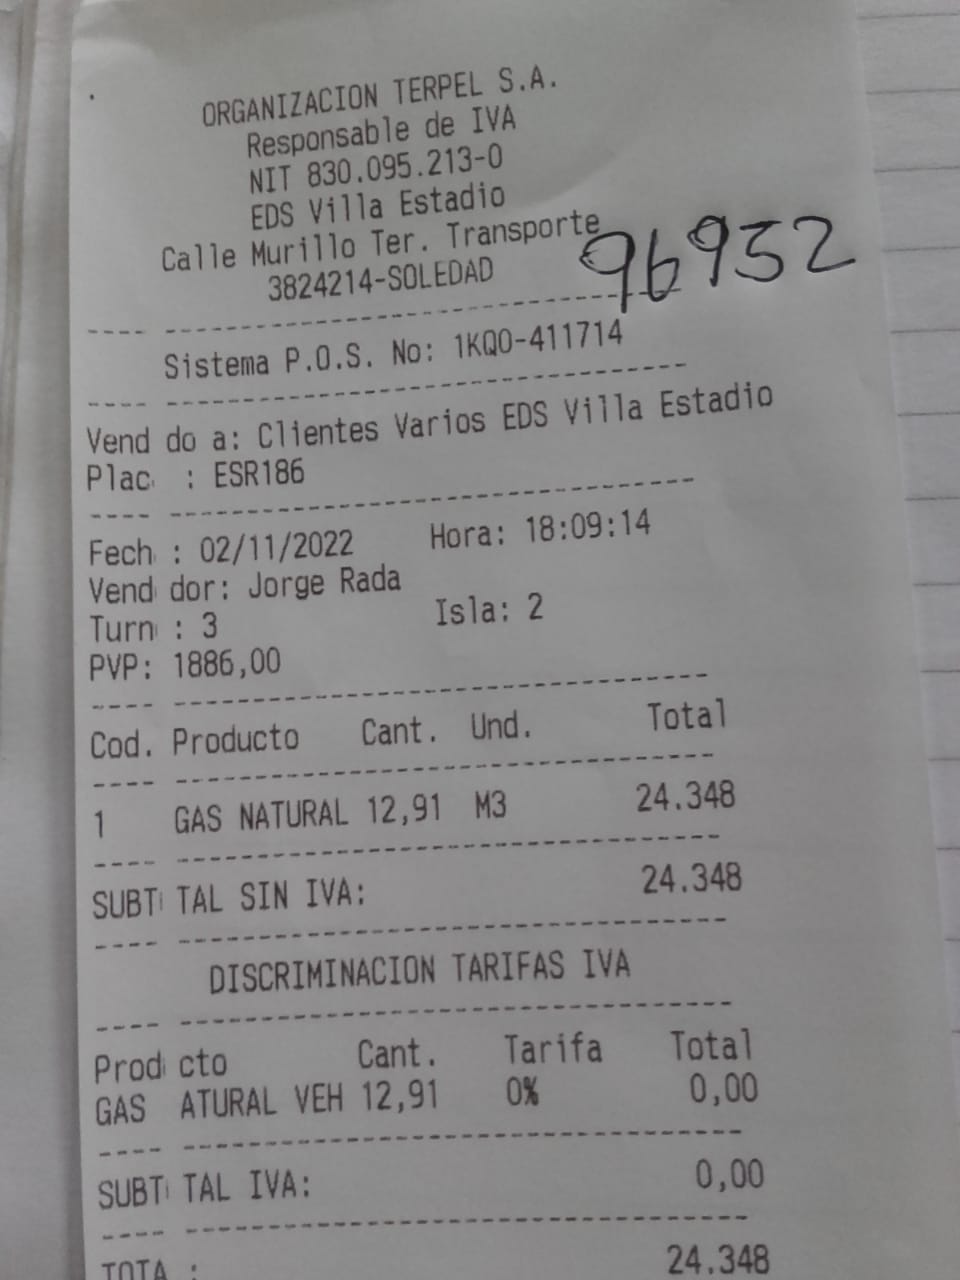 ORGANIZACION TERPEL S.A.
Responsable de IVA
NIT 830.095.213-0
EDS Villa Estadio
Calle Murillo Ter. Transporte
3824214-SOLEDAD
96952
---- --------------------------------
Sistema P.O.S. No: 1KQ0-411714
---- --------------------------------
Vend do a: Clientes Varios EDS Villa Estadio
Plac : ESR186
---- --------------------------------
Fech : 02/11/2022 Hora: 18:09:14
Vend dor: Jorge Rada
Turn : 3 Isla: 2
PVP: 1886,00
---- --------------------------------
Cod. Producto Cant. Und. Total
---- --------------------------------
1 GAS NATURAL 12,91 M3 24.348
---- --------------------------------
SUBT TAL SIN IVA: 24.348
---- --------------------------------
DISCRIMINACION TARIFAS IVA
---- --------------------------------
Prod cto Cant. Tarifa Total
GAS ATURAL VEH 12,91 0% 0,00
---- --------------------------------
SUBT TAL IVA: 0,00
---- --------------------------------
TOTA : 24.348